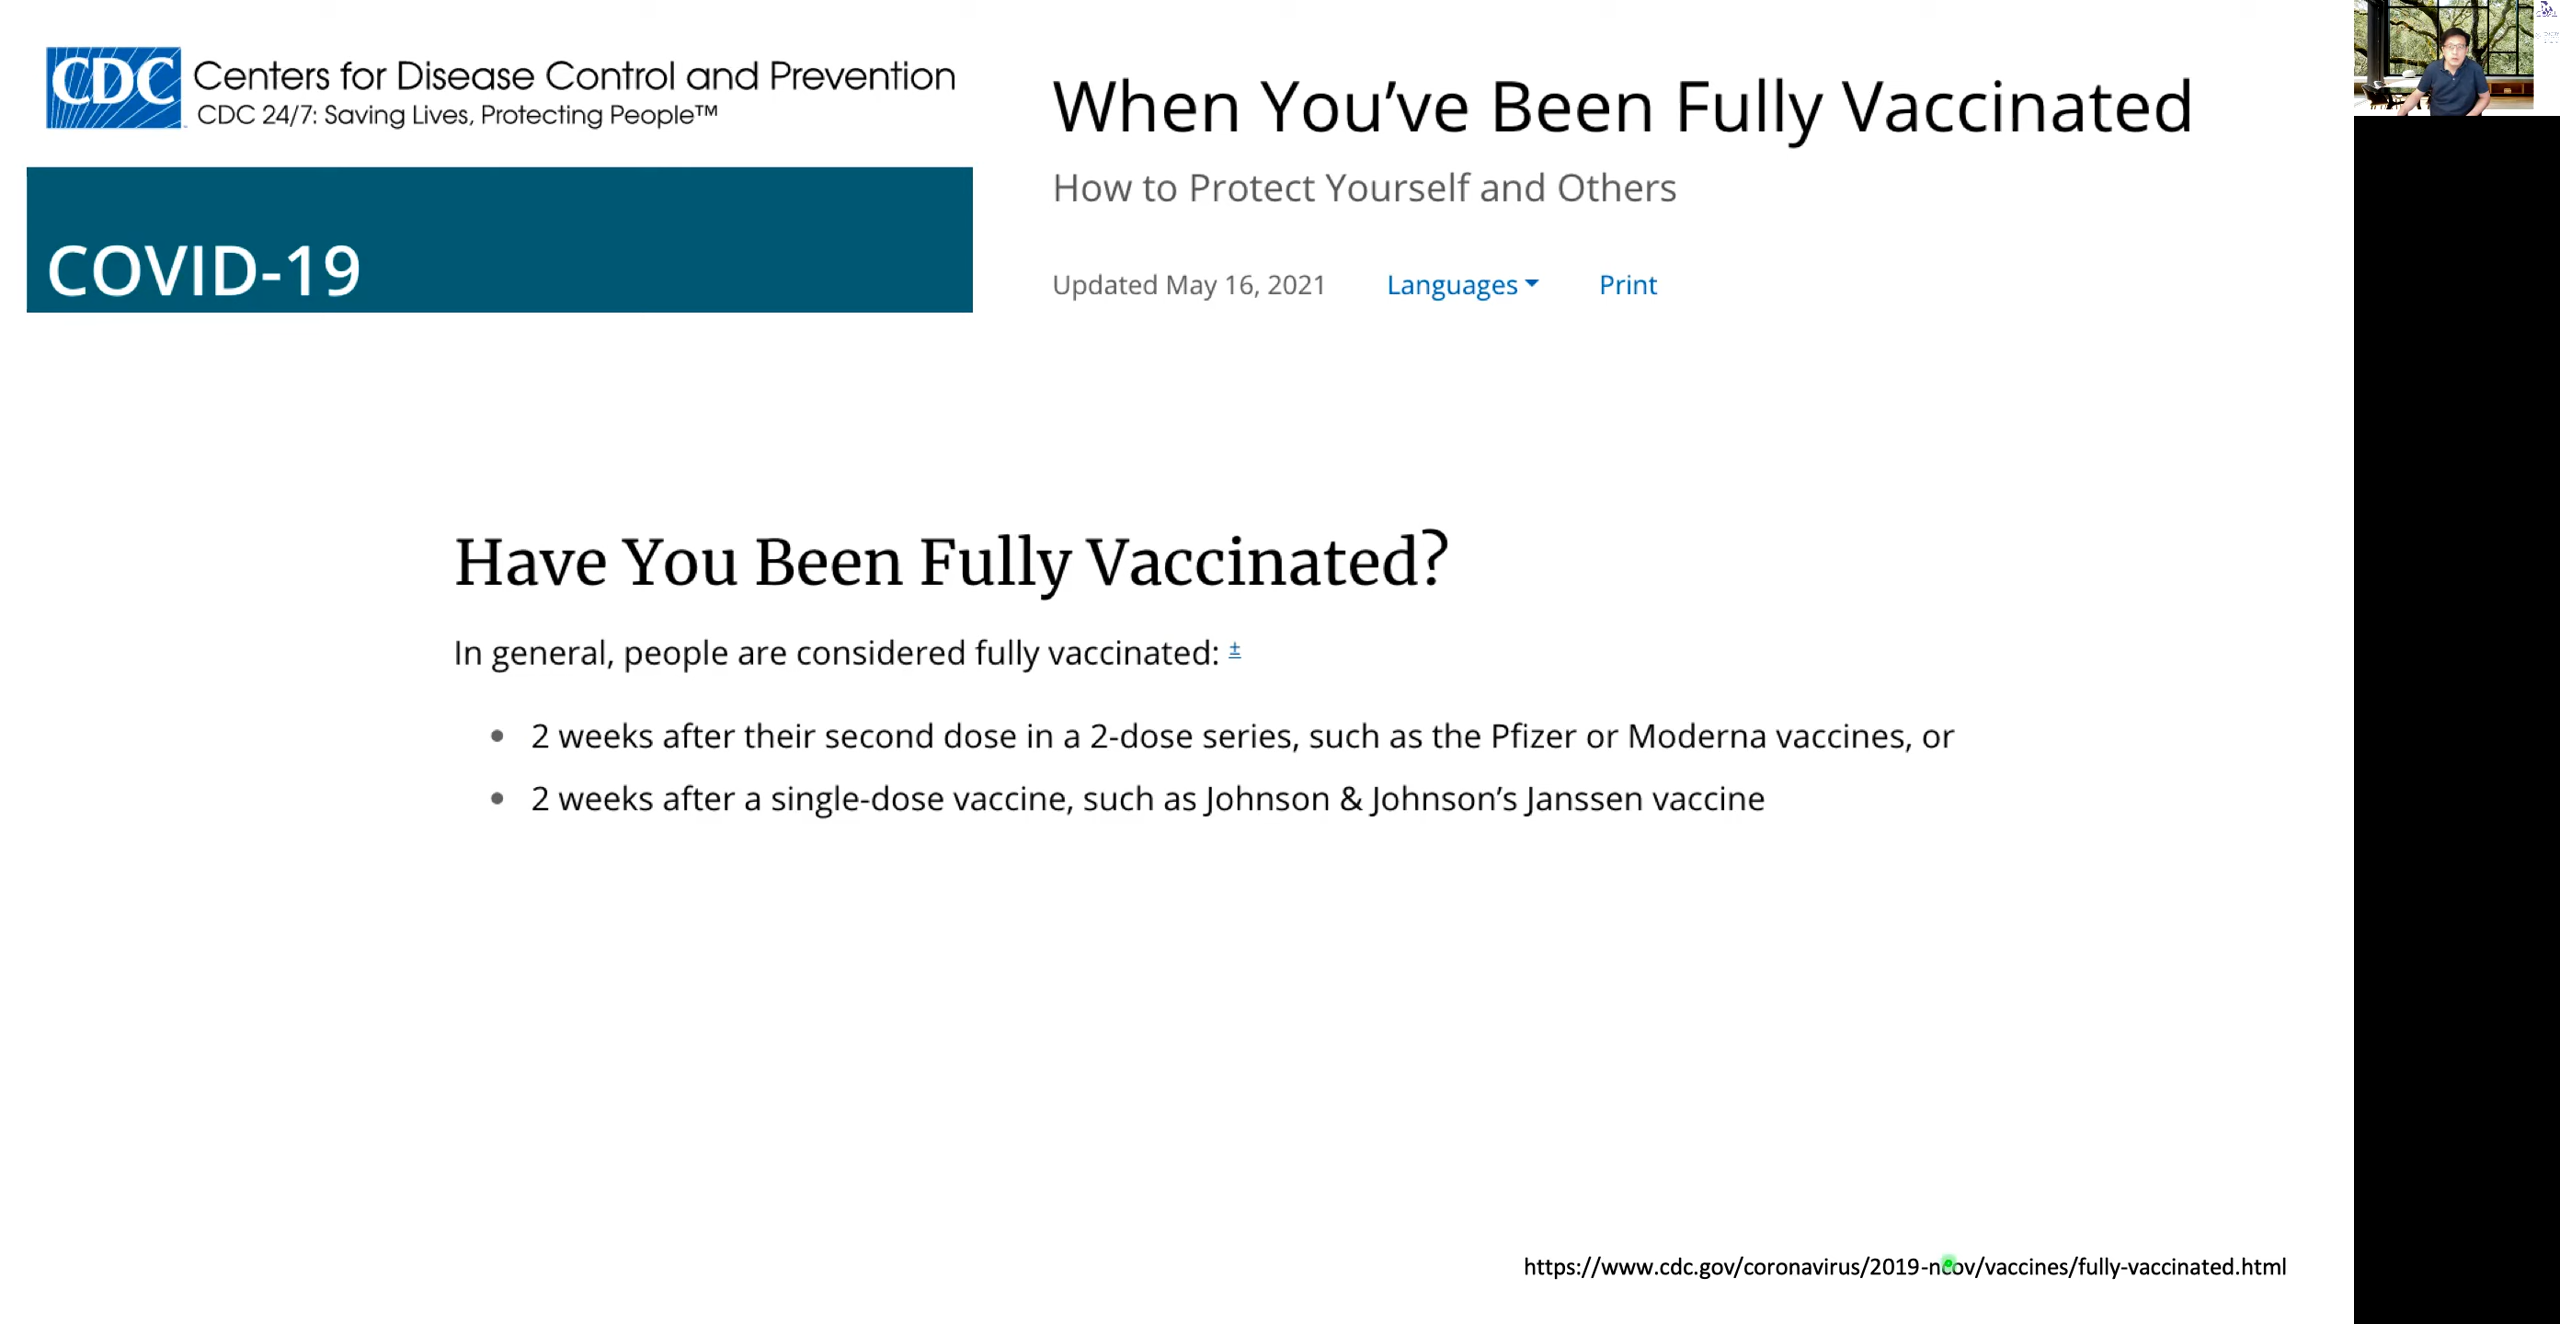 CDC
Centers for Disease Control and Prevention
CDC 24/7: Saving Lives, Protecting People™
COVID-19
When You’ve Been Fully Vaccinated
How to Protect Yourself and Others
Updated May 16, 2021 Languages Print
Have You Been Fully Vaccinated?
In general, people are considered fully vaccinated: ±
• 2 weeks after their second dose in a 2-dose series, such as the Pfizer or Moderna vaccines, or
• 2 weeks after a single-dose vaccine, such as Johnson & Johnson’s Janssen vaccine
https://www.cdc.gov/coronavirus/2019-ncov/vaccines/fully-vaccinated.html